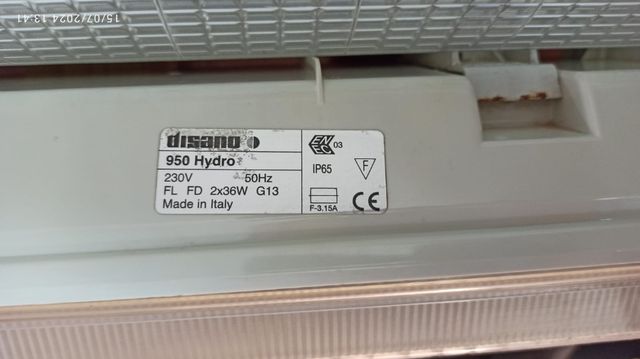 13:41 15/07/2024
disano
950 Hydro
230V 50Hz
FL FD 2x36W G13
Made in Italy
ENEC 03
IP65
F
F-3.15A
CE